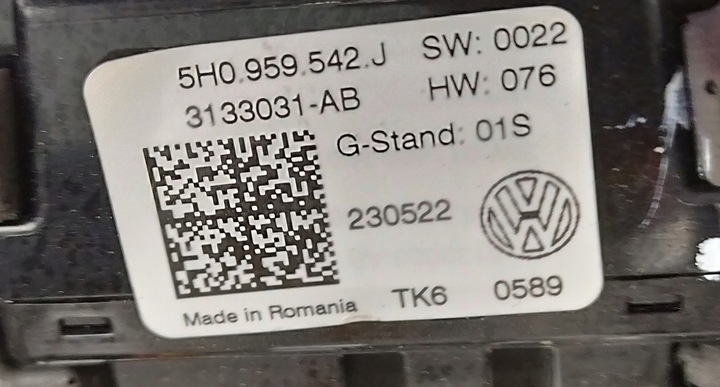 5H0.959.542.J SW: 0022
3133031-AB HW: 076
G-Stand: 01S
230522
Made in Romania TK6 0589